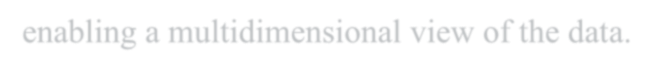 enabling a multidimensional view of the data.